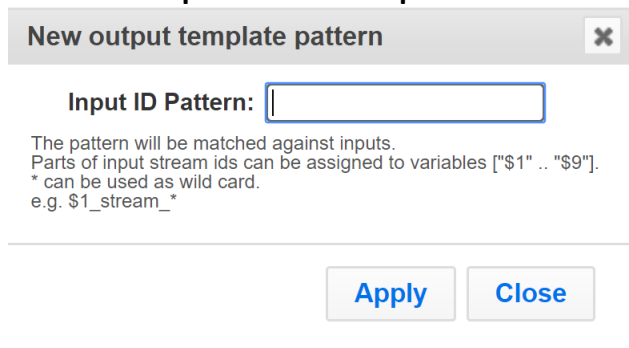 New output template pattern
Input ID Pattern:
The pattern will be matched against inputs.
Parts of input stream ids can be assigned to variables ["$1" .. "$9"].
* can be used as wild card.
e.g. $1_stream_*
Apply Close